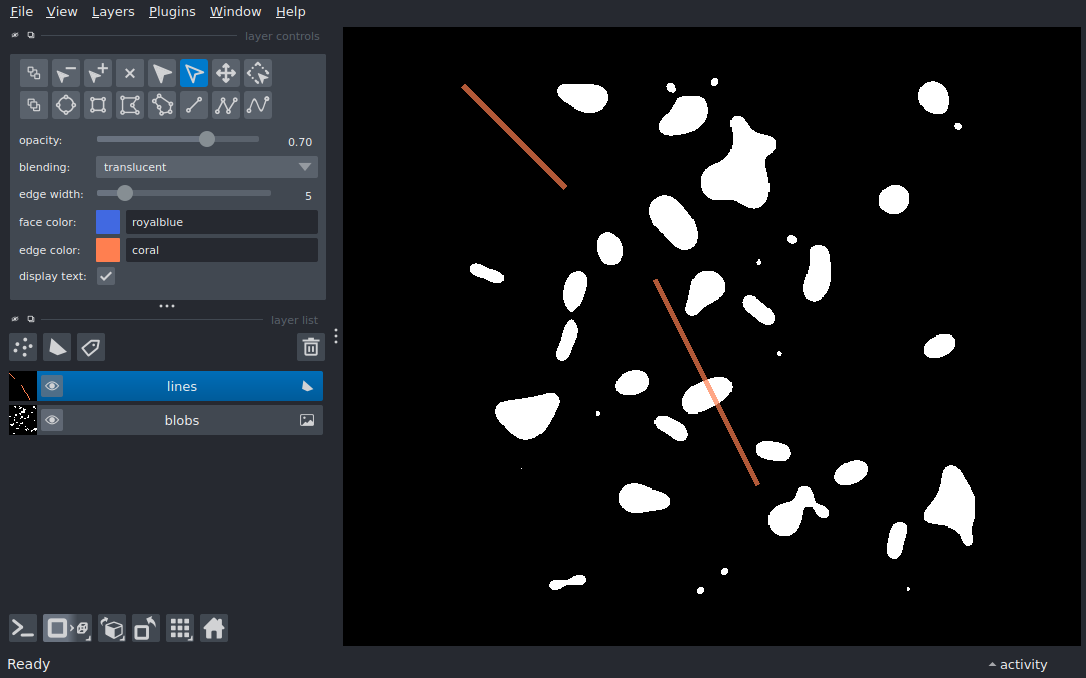 File View Layers Plugins Window Help
layer controls
opacity: 0.70
blending: translucent
edge width: 5
face color: royalblue
edge color: coral
display text:
layer list
lines
blobs
Ready
activity